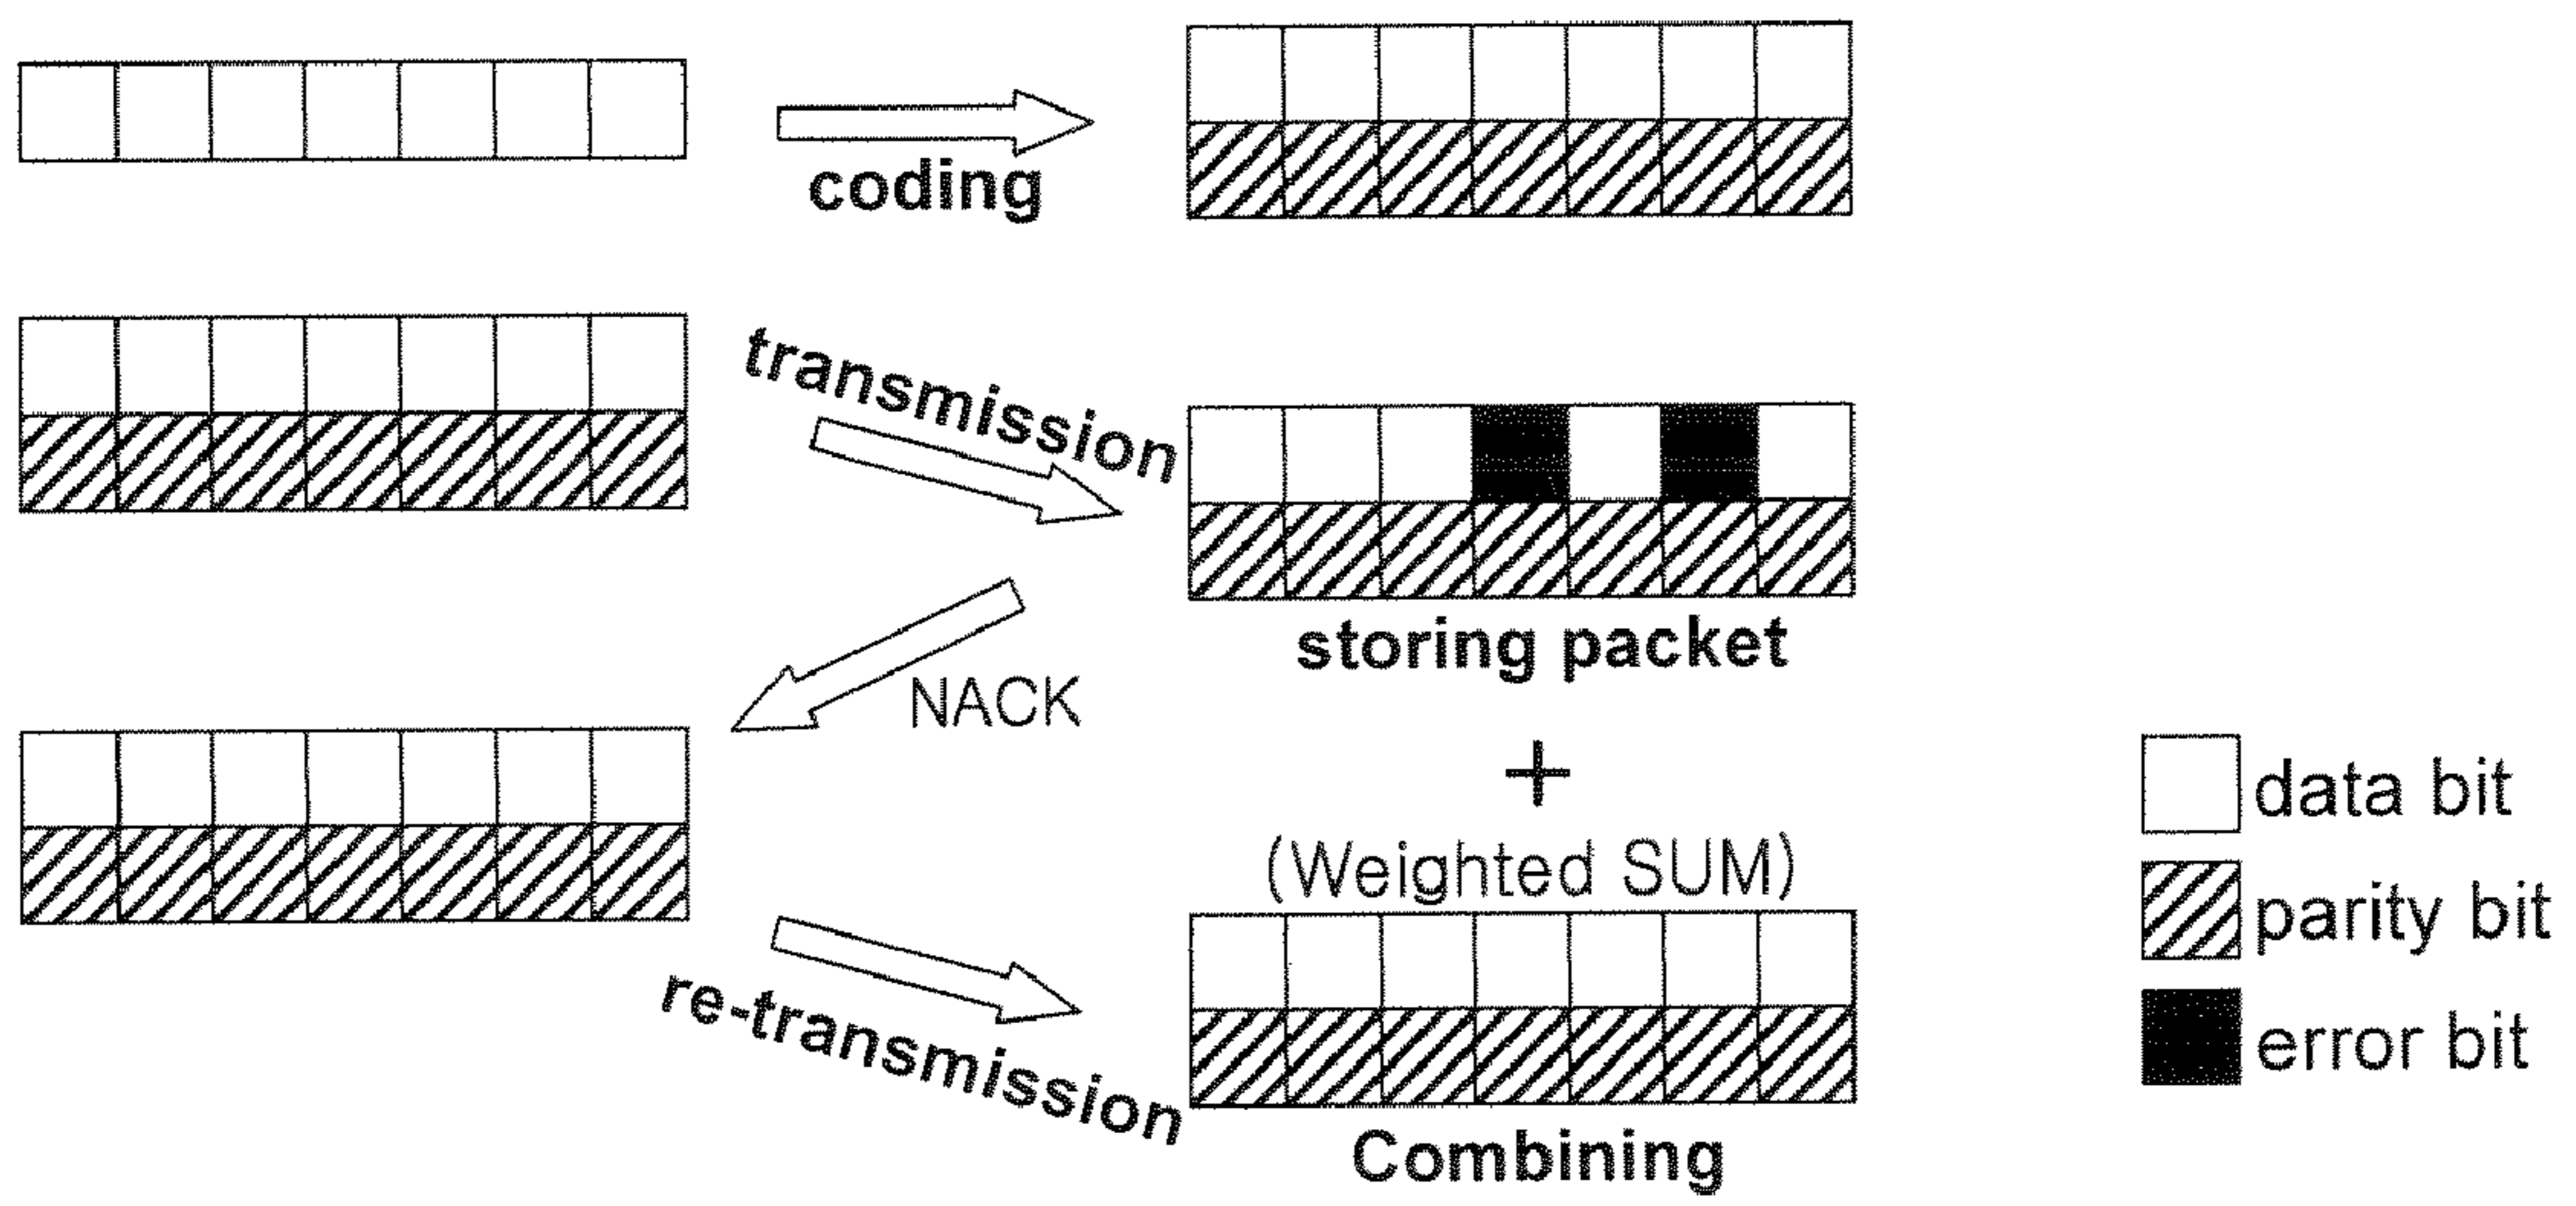 coding
transmission
storing packet
NACK
+
(Weighted SUM)
data bit
parity bit
error bit
re-transmission
Combining